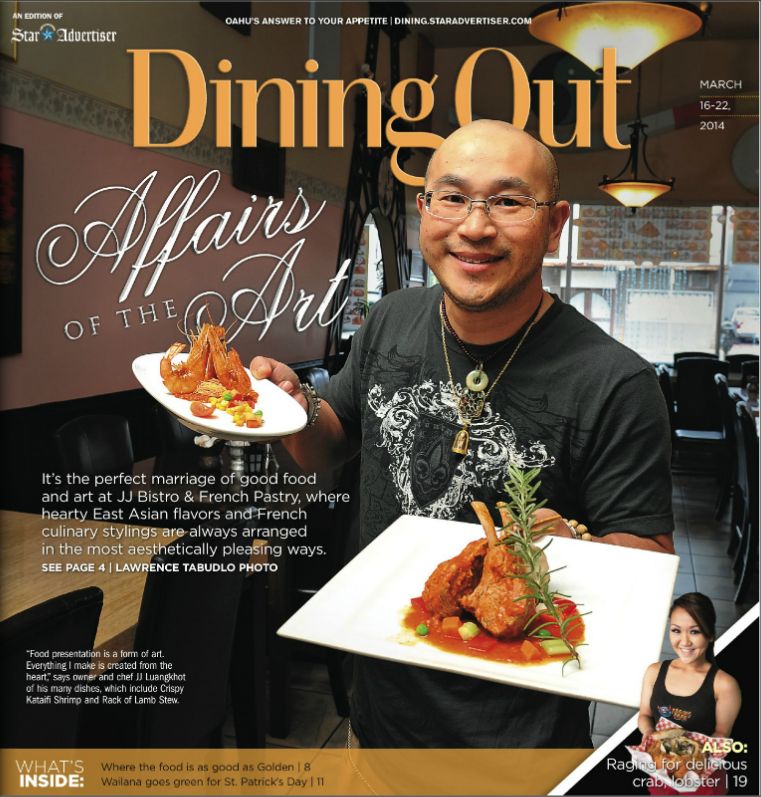 AN EDITION OF
Star Advertiser
OAHU'S ANSWER TO YOUR APPETITE | DINING.STARADVERTISER.COM
Dining Out
MARCH
16-22,
2014
Affairs
OF THE Art
It's the perfect marriage of good food
and art at JJ Bistro & French Pastry, where
hearty East Asian flavors and French
culinary stylings are always arranged
in the most aesthetically pleasing ways.
SEE PAGE 4 | LAWRENCE TABUDLO PHOTO
"Food presentation is a form of art.
Everything I make is created from the
heart," says owner and chef JJ Luangkhot
of his many dishes, which include Crispy
Kataifi Shrimp and Rack of Lamb Stew.
WHAT'S
INSIDE:
Where the food is as good as Golden | 8
Wailana goes green for St. Patrick's Day | 11
ALSO:
Raging for delicious
crab, lobster | 19